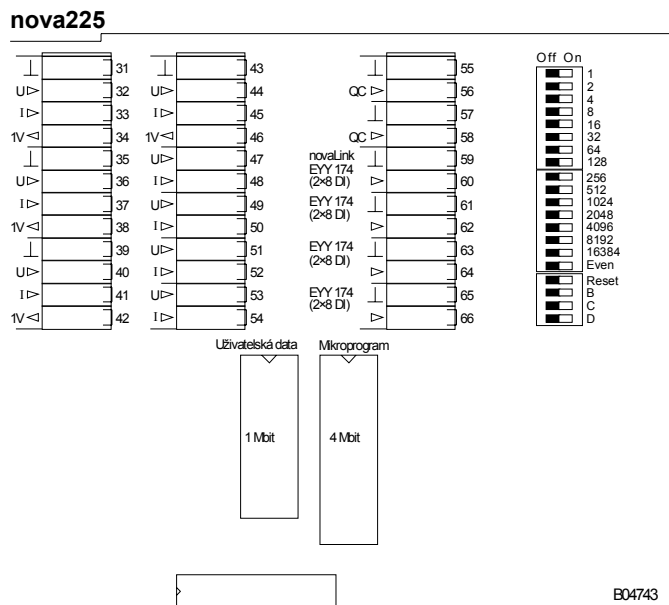 nova225
Off On
31 43 55 1
U 32 U 44 QC 56 2
I 33 I 45 57 4
1V 34 1V 46 QC 58 8
35 U 47 novaLink 59 16
U 36 I 48 EYY 174 (2×8 DI) 60 32
I 37 U 49 EYY 174 61 64
1V 38 I 50 (2×8 DI) 62 128
39 U 51 EYY 174 63 256
U 40 I 52 (2×8 DI) 64 512
I 41 U 53 EYY 174 65 1024
1V 42 I 54 (2×8 DI) 66 2048
4096
8192
16384
Even
Reset
B
C
D
Uživatelská data Mikroprogram
1 Mbit 4 Mbit
B04743